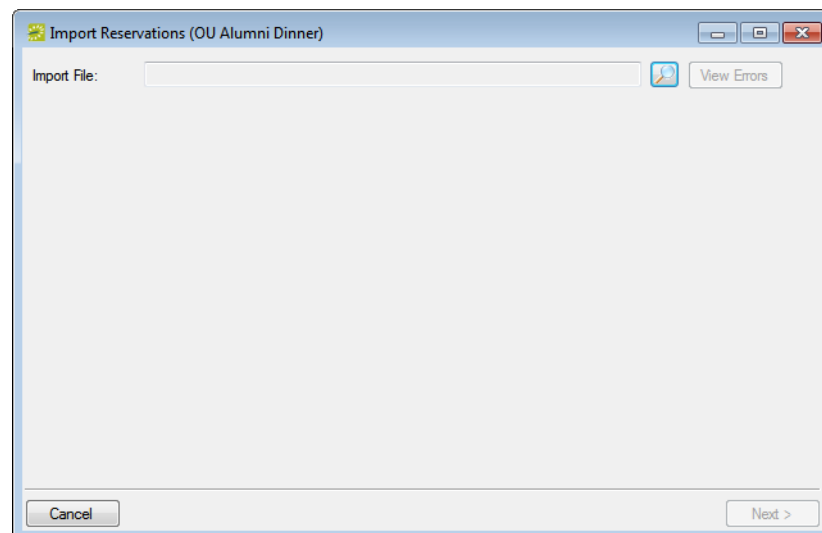 Import Reservations (OU Alumni Dinner)
Import File:
View Errors
Cancel
Next >